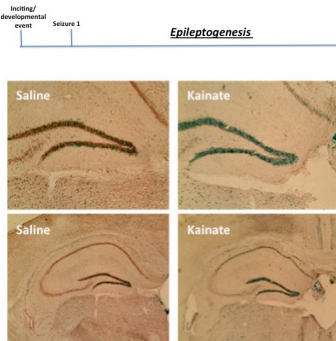 Inciting/
developmental
event
Seizure 1
Epileptogenesis
Saline
Kainate
Saline
Kainate